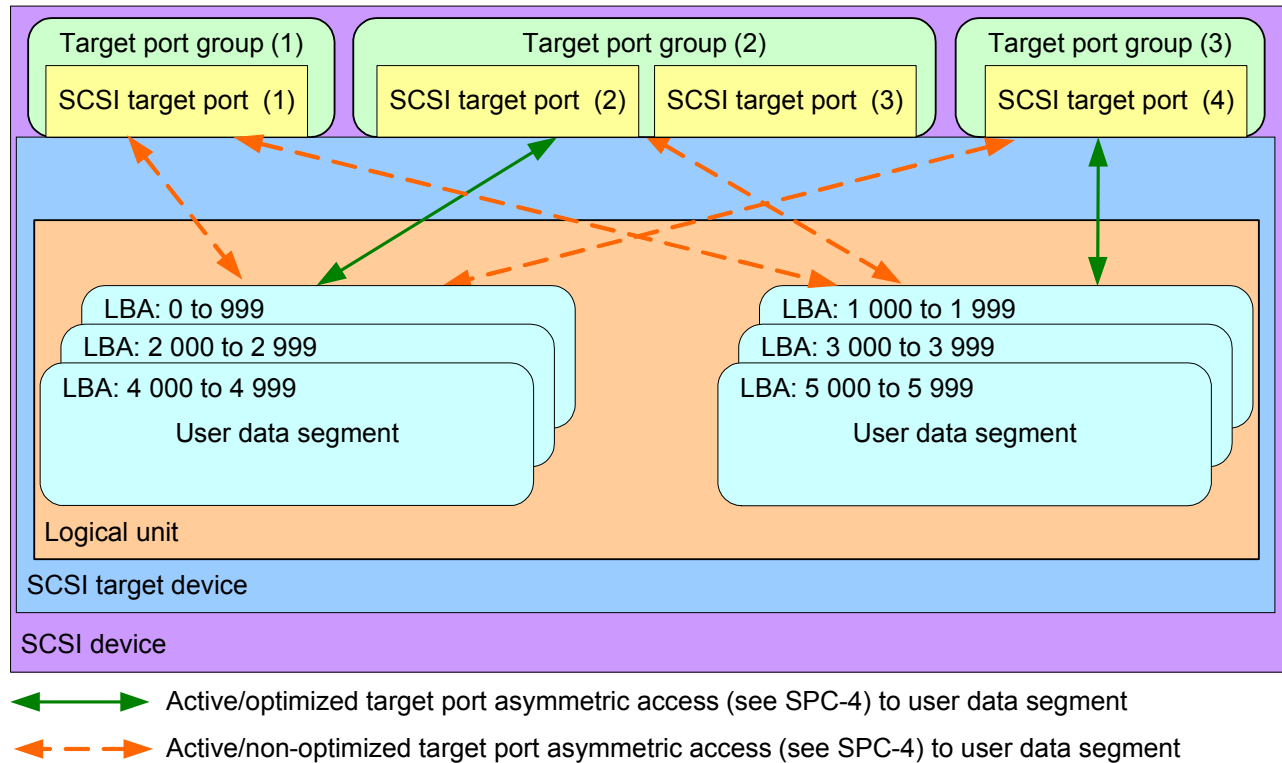 Target port group (1)
Target port group (2)
Target port group (3)
SCSI target port (1)
SCSI target port (2)
SCSI target port (3)
SCSI target port (4)
LBA: 0 to 999
LBA: 2 000 to 2 999
LBA: 4 000 to 4 999
User data segment
LBA: 1 000 to 1 999
LBA: 3 000 to 3 999
LBA: 5 000 to 5 999
User data segment
Logical unit
SCSI target device
SCSI device
Active/optimized target port asymmetric access (see SPC-4) to user data segment
Active/non-optimized target port asymmetric access (see SPC-4) to user data segment